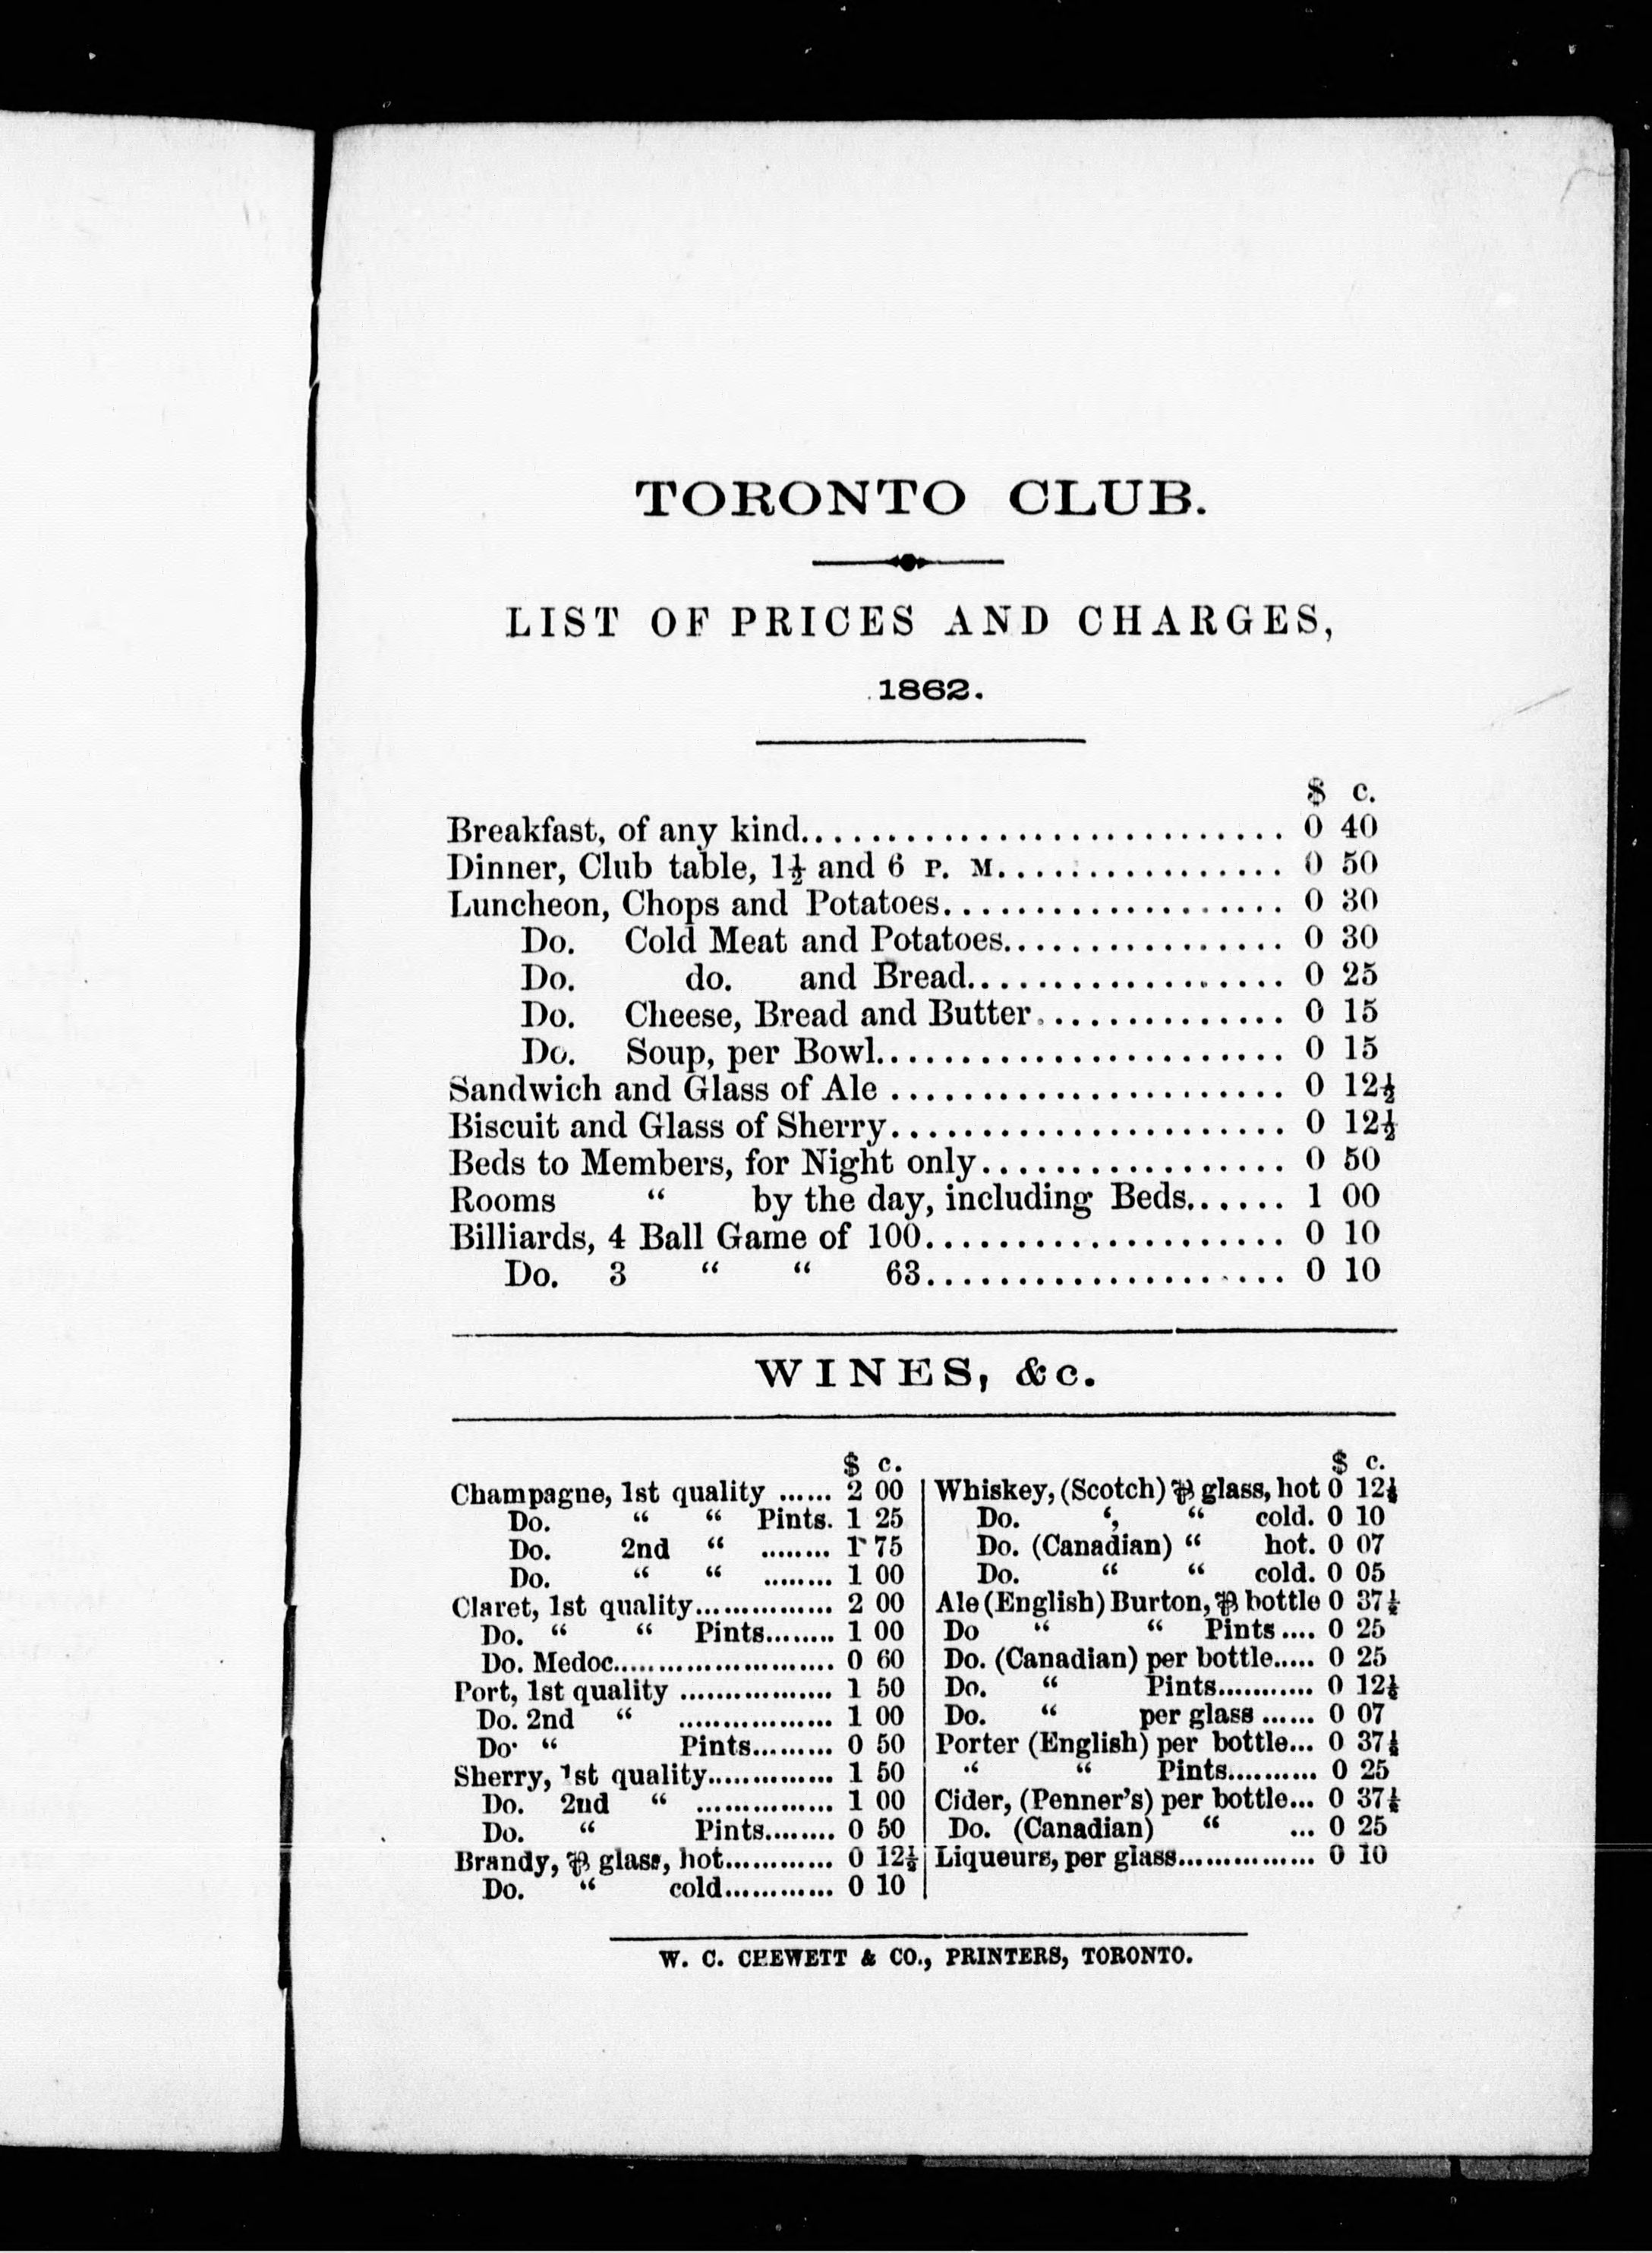 TORONTO CLUB.
LIST OF PRICES AND CHARGES,
1862.
$ c.
Breakfast, of any kind........................... 0 40
Dinner, Club table, 1½ and 6 P. M................. 0 50
Luncheon, Chops and Potatoes................... 0 30
Do. Cold Meat and Potatoes................ 0 30
Do. do. and Bread.................. 0 25
Do. Cheese, Bread and Butter.............. 0 15
Do. Soup, per Bowl....................... 0 15
Sandwich and Glass of Ale ...................... 0 12½
Biscuit and Glass of Sherry...................... 0 12½
Beds to Members, for Night only................. 0 50
Rooms “ by the day, including Beds...... 1 00
Billiards, 4 Ball Game of 100.................... 0 10
Do. 3 “ “ 63.................... 0 10
WINES, &c.
$ c.
Champagne, 1st quality ...... 2 00
Do. “ “ Pints. 1 25
Do. 2nd “ ........ 1 75
Do. “ “ ........ 1 00
Claret, 1st quality............... 2 00
Do. “ “ Pints........ 1 00
Do. Medoc......................... 0 60
Port, 1st quality ................. 1 50
Do. 2nd “ ................. 1 00
Do· “ Pints......... 0 50
Sherry, 1st quality.............. 1 50
Do. 2nd “ ............... 1 00
Do. “ Pints........ 0 50
Brandy, ⅌ glass, hot............ 0 12½
Do. “ cold............ 0 10
$ c.
Whiskey, (Scotch) ⅌ glass, hot 0 12½
Do. ‘, “ cold. 0 10
Do. (Canadian) “ hot. 0 07
Do. “ “ cold. 0 05
Ale (English) Burton, ⅌ bottle 0 37½
Do “ “ Pints.... 0 25
Do. (Canadian) per bottle..... 0 25
Do. “ Pints........... 0 12½
Do. “ per glass ...... 0 07
Porter (English) per bottle... 0 37½
“ “ Pints.......... 0 25
Cider, (Penner’s) per bottle... 0 37½
Do. (Canadian) “ ... 0 25
Liqueurs, per glass............... 0 10
W. C. CHEWETT & CO., PRINTERS, TORONTO.